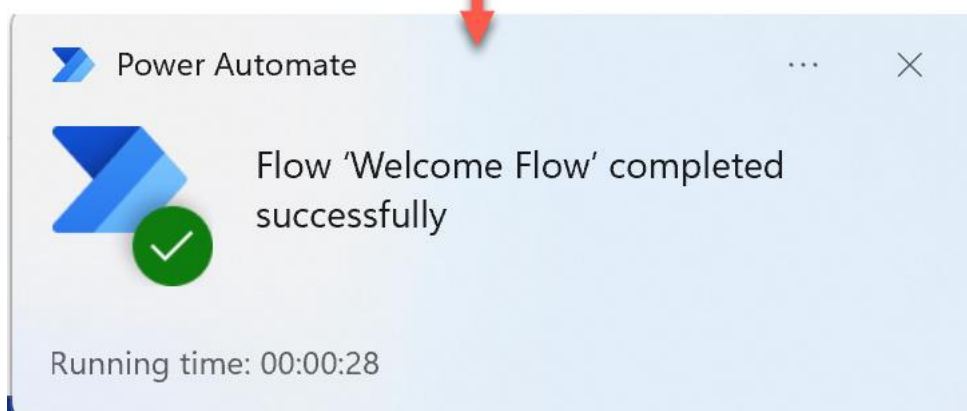 Power Automate
Flow ‘Welcome Flow’ completed
successfully
Running time: 00:00:28